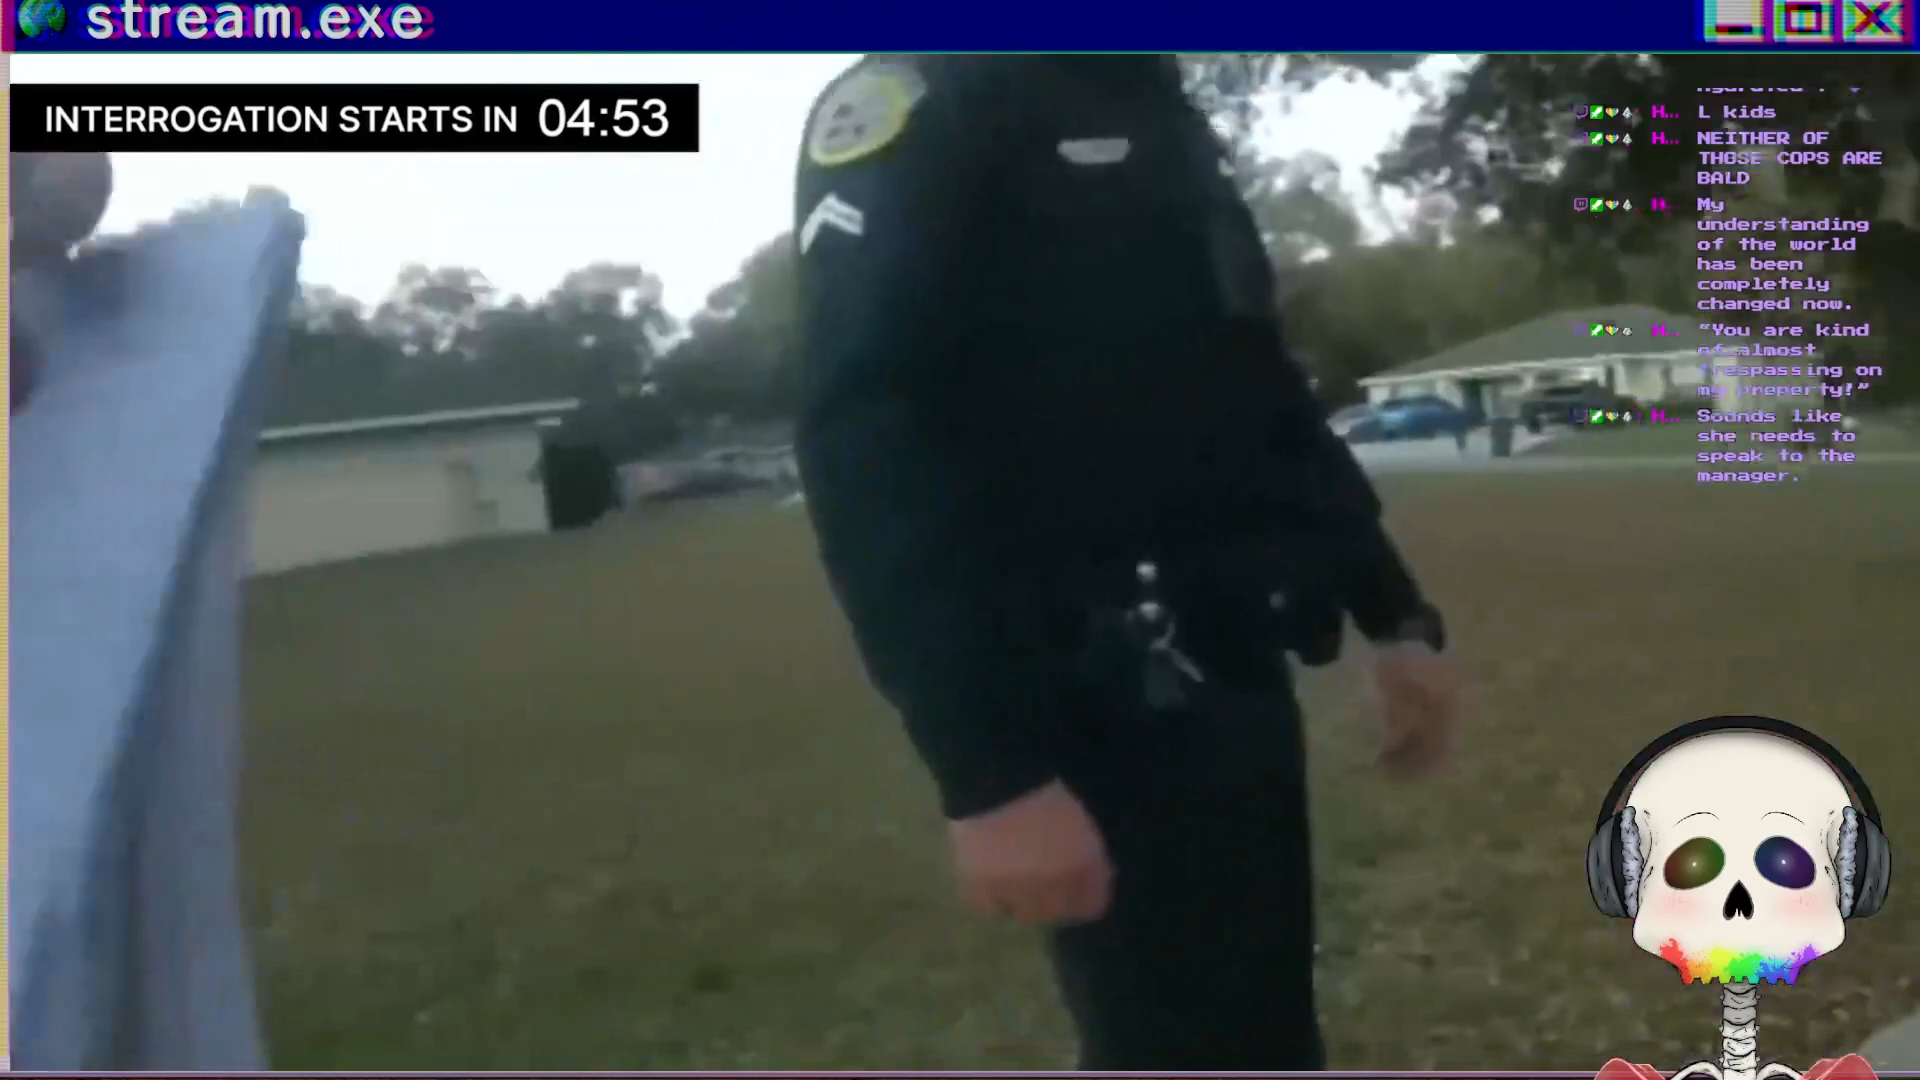 stream.exe
INTERROGATION STARTS IN 04:53
H... L kids
H... NEITHER OF
THOSE COPS ARE
BALD
H... My
understanding
of the world
has been
completely
changed now.
H... “You are kind
of almost
trespassing on
my property!”
H... Sounds like
she needs to
speak to the
manager.